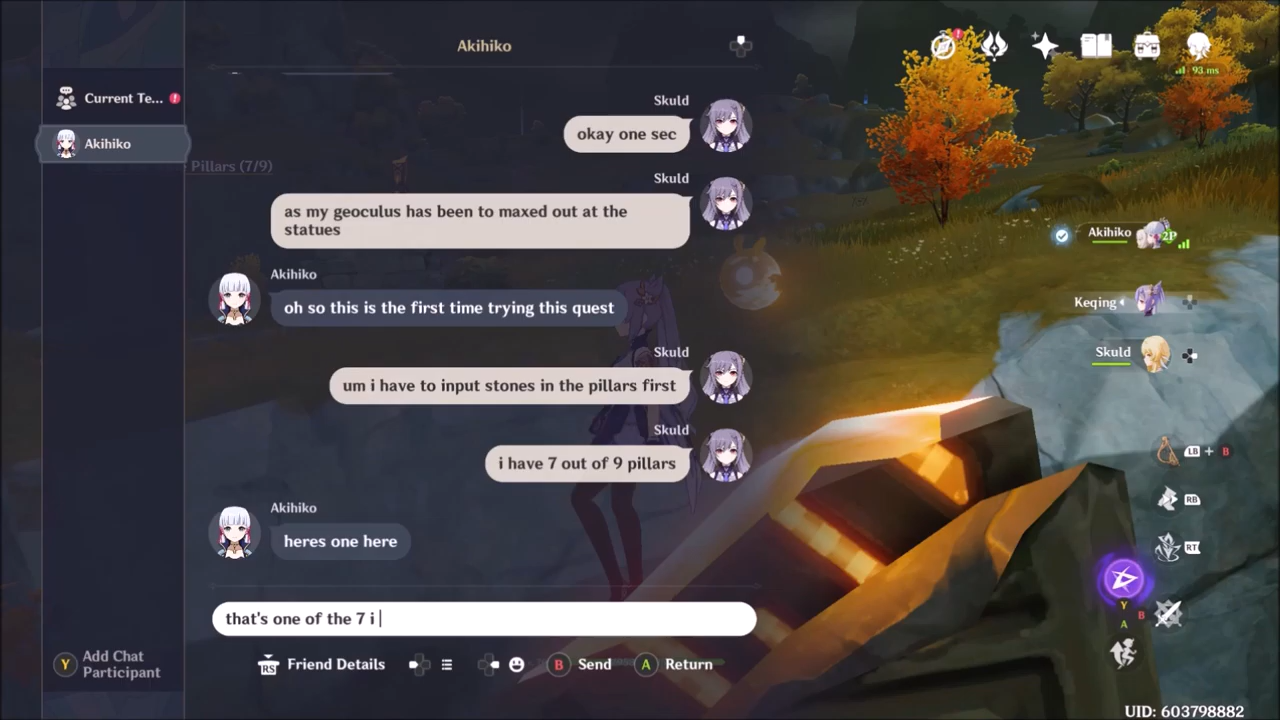 Akihiko
93 ms
Current Te...
Akihiko
Pillars (7/9)
Skuld
okay one sec
Skuld
as my geoculus has been to maxed out at the
statues
Akihiko
oh so this is the first time trying this quest
Skuld
um i have to input stones in the pillars first
Skuld
i have 7 out of 9 pillars
Akihiko
heres one here
that's one of the 7 i
Y
Add Chat
Participant
RS
Friend Details
B
Send
A
Return
Akihiko
2P
Keqing
Skuld
LB + B
RB
RT
Y
B
A
UID: 603798882